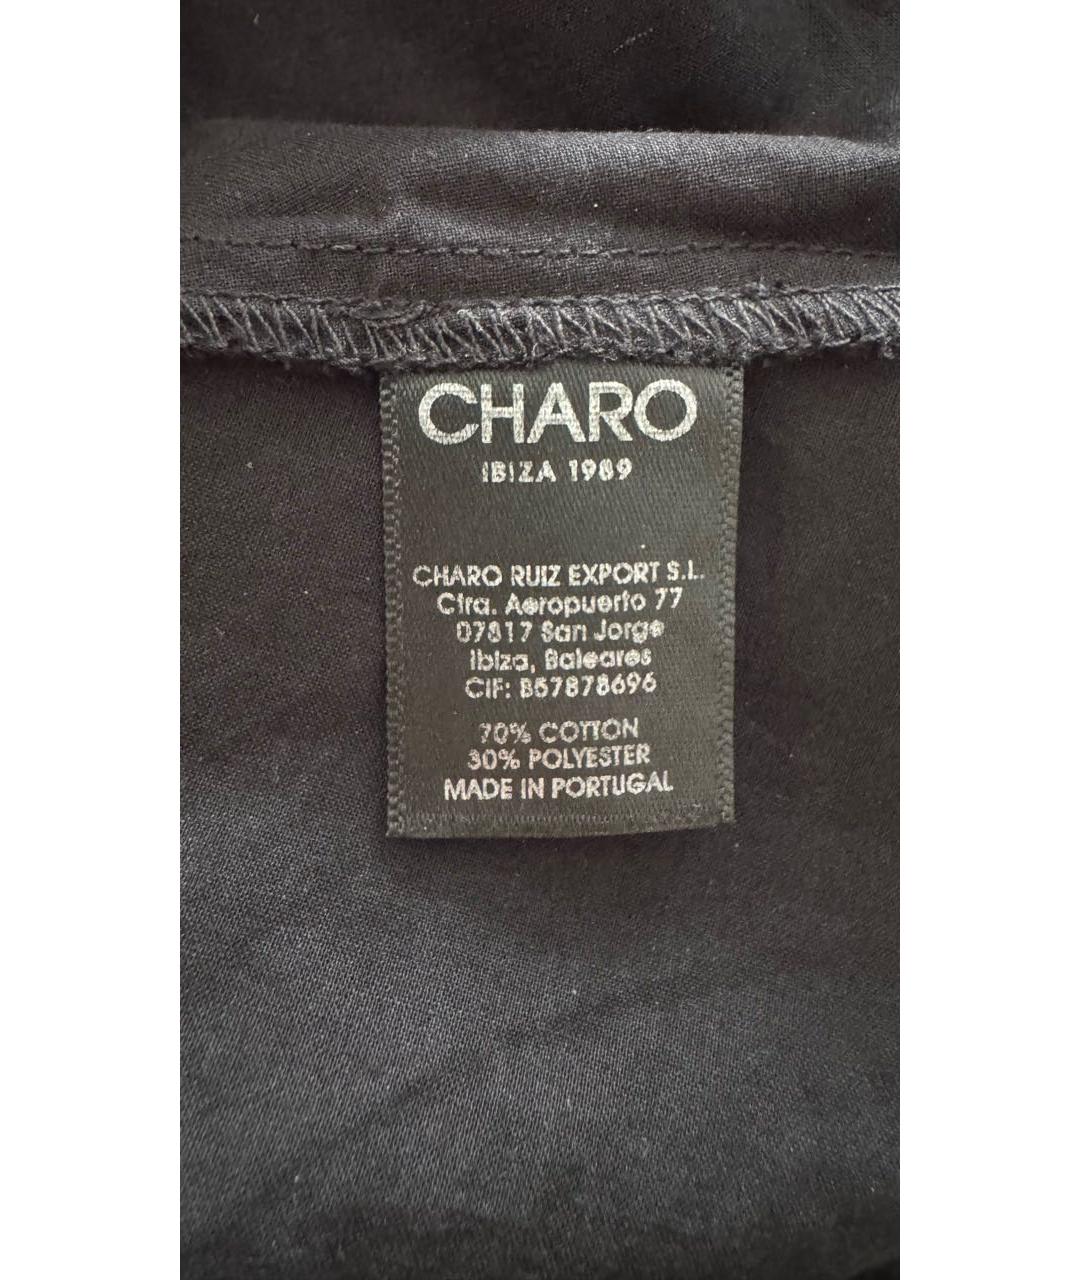 CHARO
IBIZA 1989
CHARO RUIZ EXPORT S.L.
Ctra. Aeropuerto 77
07817 San Jorge
Ibiza, Baleares
CIF: B57878696
70% COTTON
30% POLYESTER
MADE IN PORTUGAL